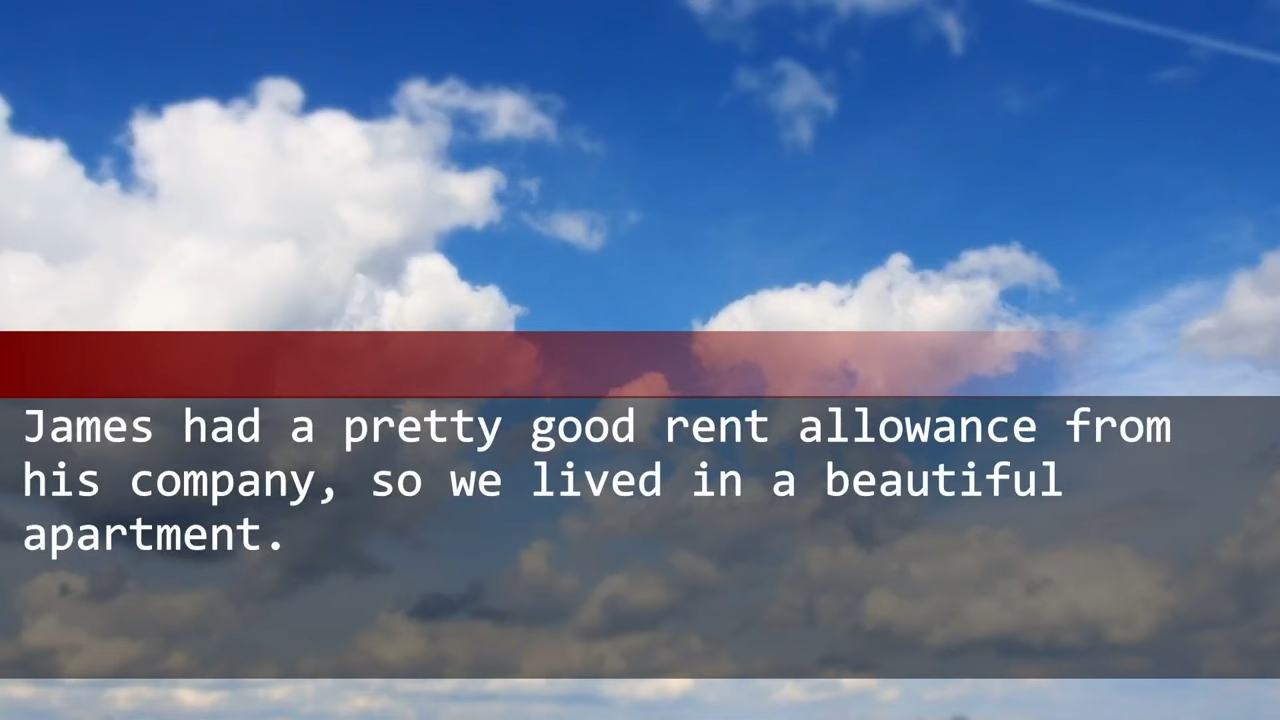 James had a pretty good rent allowance from
his company, so we lived in a beautiful
apartment.